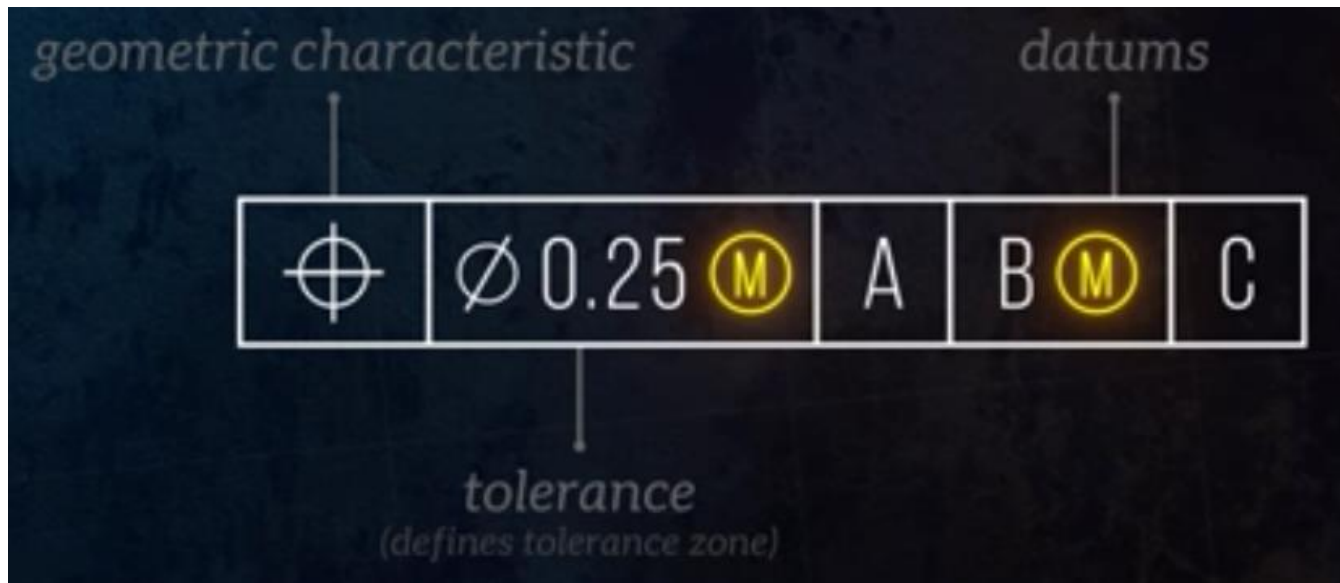 geometric characteristic
datums
⌖ ⌀ 0.25 Ⓜ A B Ⓜ C
tolerance
(defines tolerance zone)